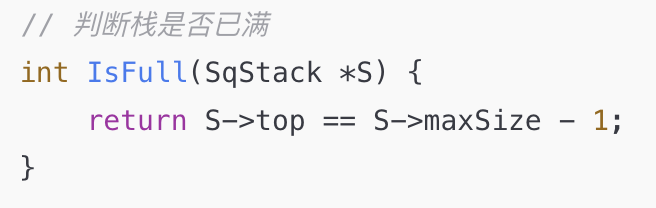 // 判断栈是否已满
int IsFull(SqStack *S) {
    return S->top == S->maxSize - 1;
}